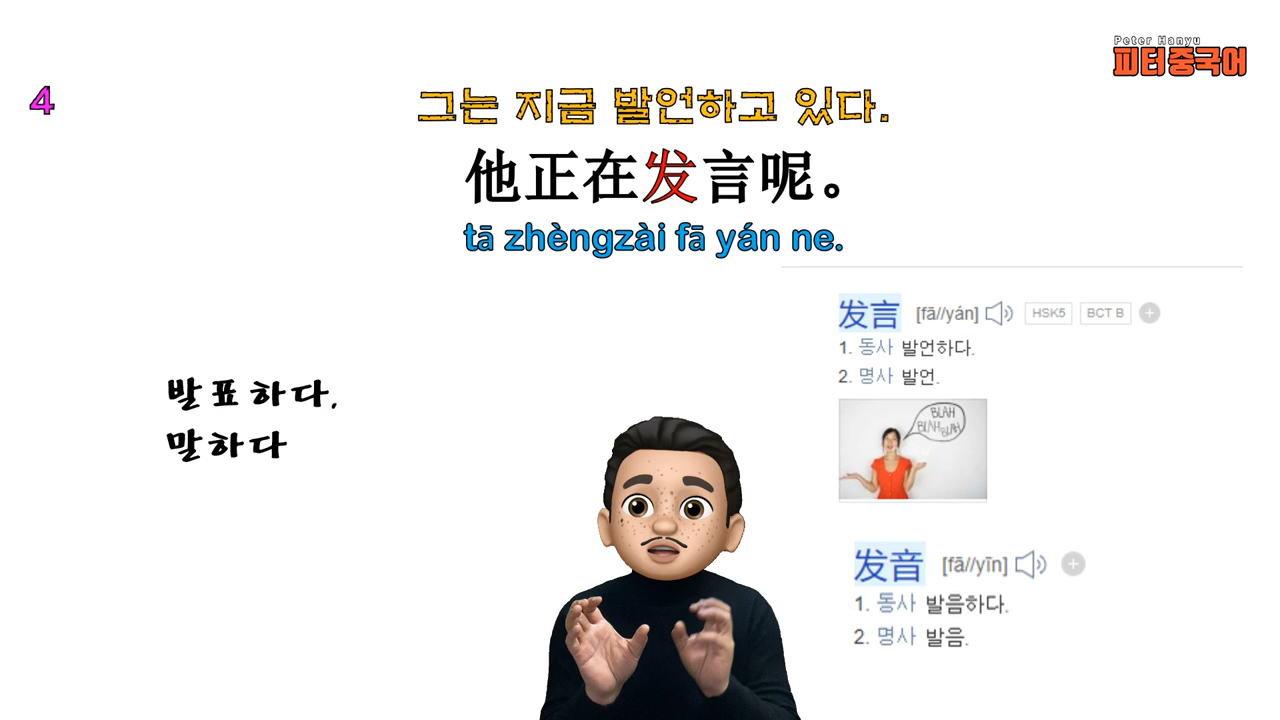 Peter Hanyu
피터 중국어
4
그는 지금 발언하고 있다.
他正在发言呢。
tā zhèngzài fā yán ne.
发言 [fā//yán] HSK5 BCT B +
1. 동사 발언하다.
2. 명사 발언.
BLAH
BLAH BLAH
발표하다,
말하다
发音 [fā//yīn] +
1. 동사 발음하다.
2. 명사 발음.